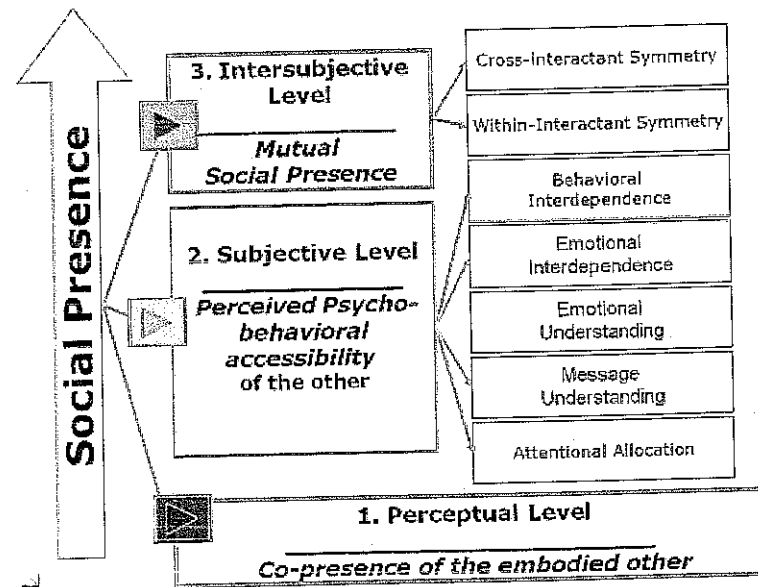 Social Presence
3. Intersubjective
Level
Mutual
Social Presence
Cross-Interactant Symmetry
Within-Interactant Symmetry
2. Subjective Level
Perceived Psycho-
behavioral
accessibility
of the other
Behavioral
Interdependence
Emotional
Interdependence
Emotional
Understanding
Message
Understanding
Attentional Allocation
1. Perceptual Level
Co-presence of the embodied other